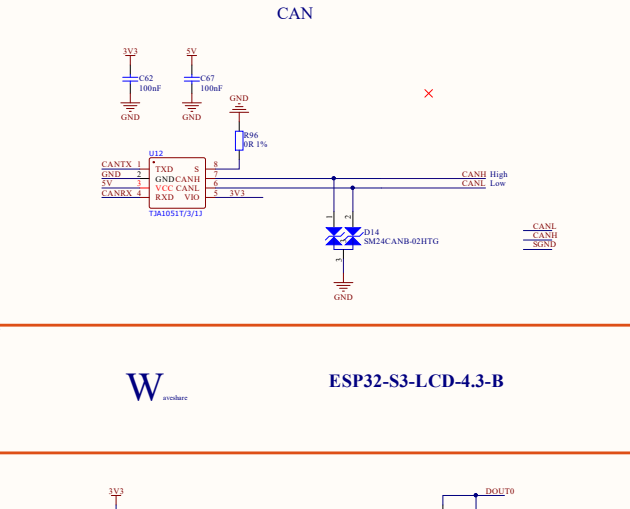 CAN
3V3
5V
C62
100nF
C67
100nF
GND
GND
GND
R96
0R 1%
U12
CANTX 1 TXD S 8
GND 2 GND CANH 7 CANH High
5V 3 VCC CANL 6 CANL Low
CANRX 4 RXD VIO 5 3V3
TJA1051T/3/1J
1
2
D14
SM24CANB-02HTG
3
GND
CANL
CANH
SGND
Waveshare
ESP32-S3-LCD-4.3-B
3V3
DOUT0